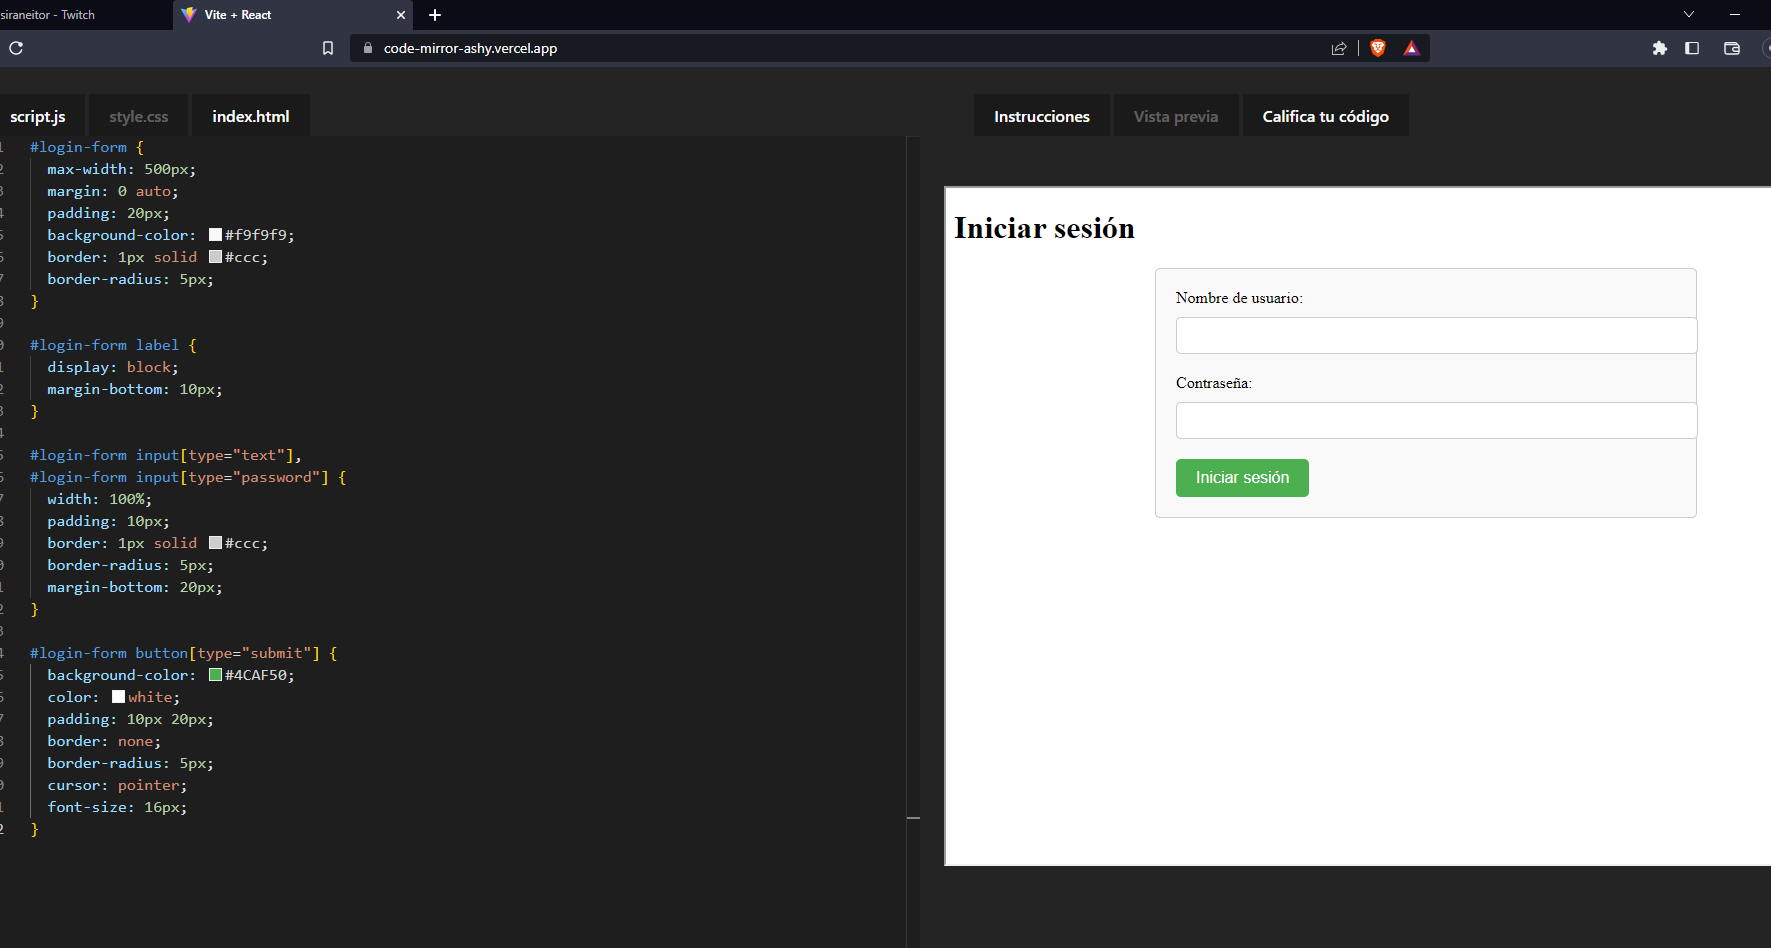 siraneitor - Twitch
Vite + React
code-mirror-ashy.vercel.app
script.js
style.css
index.html
#login-form {
max-width: 500px;
margin: 0 auto;
padding: 20px;
background-color: #f9f9f9;
border: 1px solid #ccc;
border-radius: 5px;
}
#login-form label {
display: block;
margin-bottom: 10px;
}
#login-form input[type="text"],
#login-form input[type="password"] {
width: 100%;
padding: 10px;
border: 1px solid #ccc;
border-radius: 5px;
margin-bottom: 20px;
}
#login-form button[type="submit"] {
background-color: #4CAF50;
color: white;
padding: 10px 20px;
border: none;
border-radius: 5px;
cursor: pointer;
font-size: 16px;
}
Instrucciones
Vista previa
Califica tu código
Iniciar sesión
Nombre de usuario:
Contraseña:
Iniciar sesión